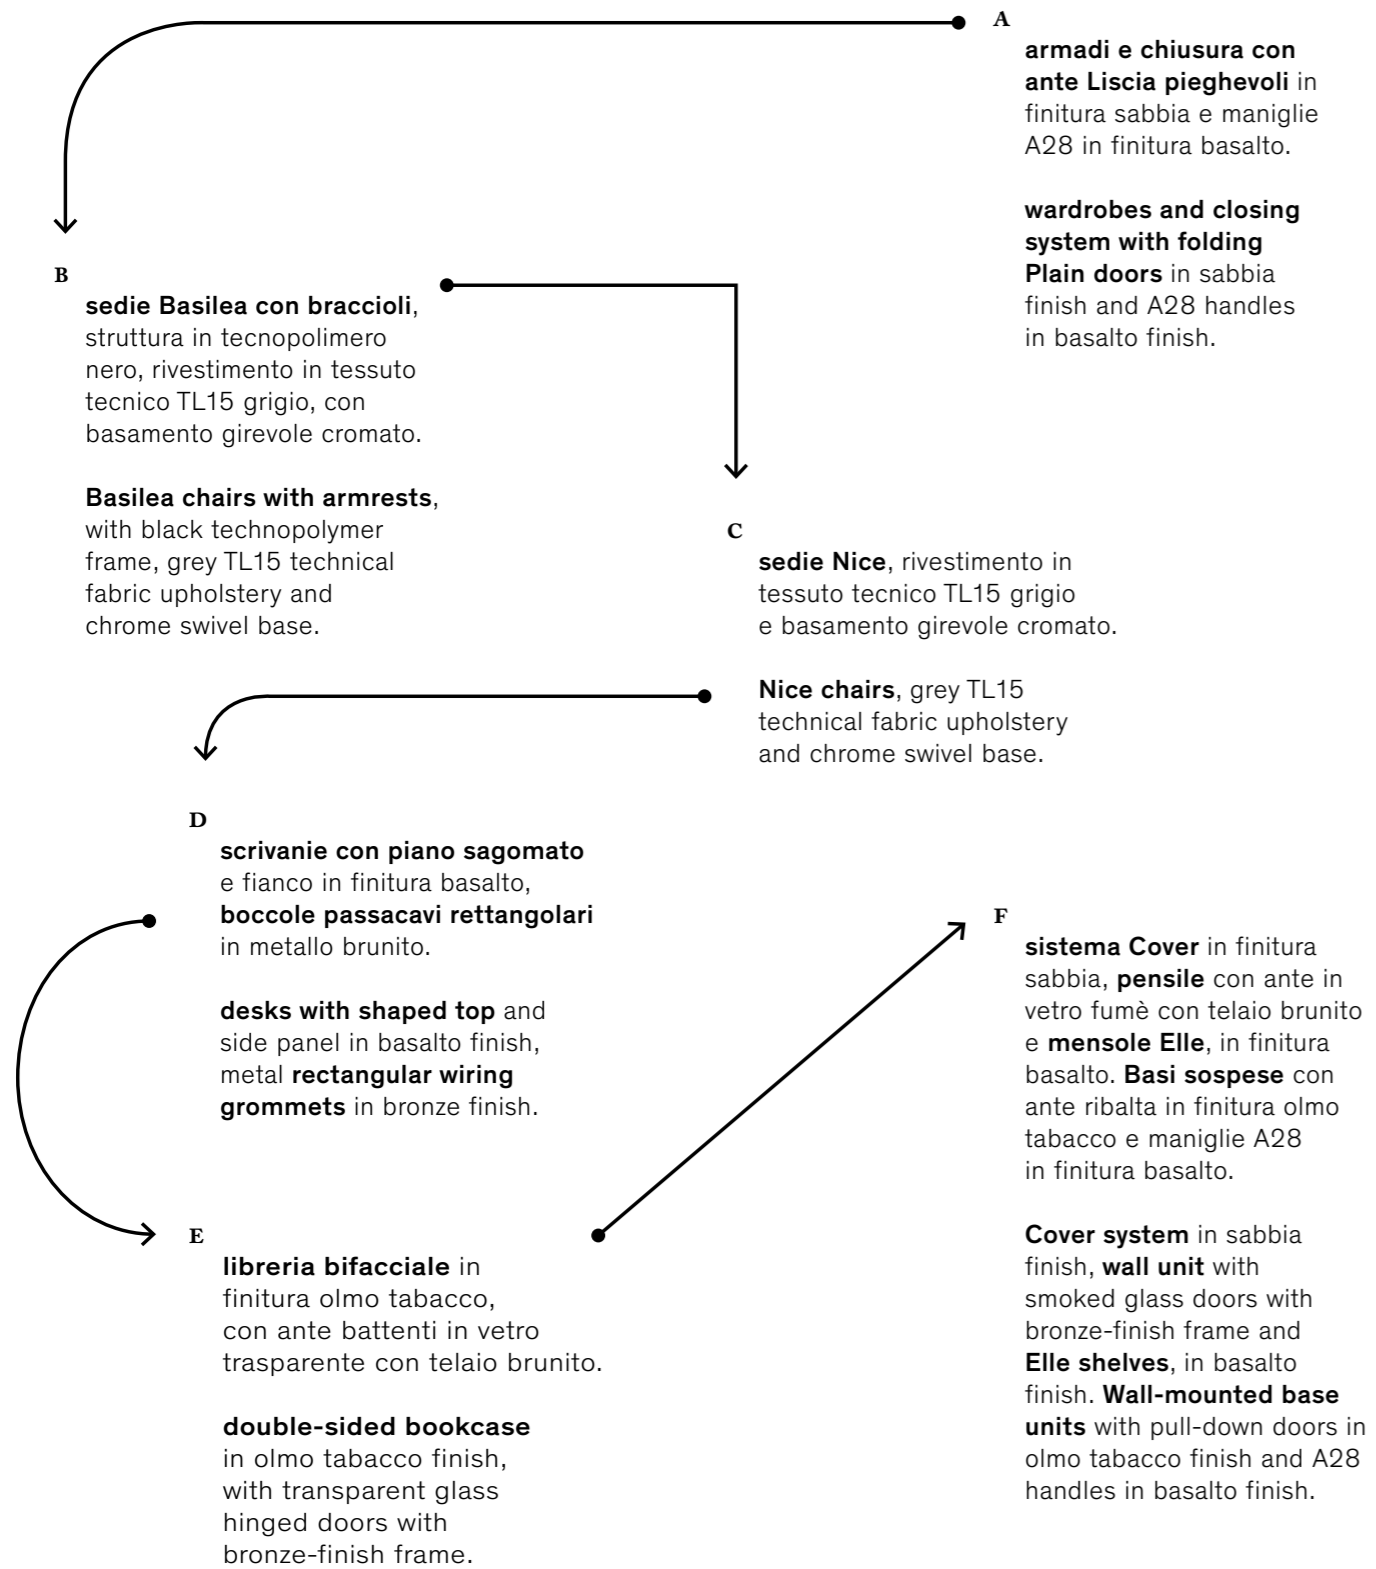 A
armadi e chiusura con
ante Liscia pieghevoli in
finitura sabbia e maniglie
A28 in finitura basalto.
wardrobes and closing
system with folding
Plain doors in sabbia
finish and A28 handles
in basalto finish.
B
sedie Basilea con braccioli,
struttura in tecnopolimero
nero, rivestimento in tessuto
tecnico TL15 grigio, con
basamento girevole cromato.
Basilea chairs with armrests,
with black technopolymer
frame, grey TL15 technical
fabric upholstery and
chrome swivel base.
C
sedie Nice, rivestimento in
tessuto tecnico TL15 grigio
e basamento girevole cromato.
Nice chairs, grey TL15
technical fabric upholstery
and chrome swivel base.
D
scrivanie con piano sagomato
e fianco in finitura basalto,
boccole passacavi rettangolari
in metallo brunito.
desks with shaped top and
side panel in basalto finish,
metal rectangular wiring
grommets in bronze finish.
E
libreria bifacciale in
finitura olmo tabacco,
con ante battenti in vetro
trasparente con telaio brunito.
double-sided bookcase
in olmo tabacco finish,
with transparent glass
hinged doors with
bronze-finish frame.
F
sistema Cover in finitura
sabbia, pensile con ante in
vetro fumè con telaio brunito
e mensole Elle, in finitura
basalto. Basi sospese con
ante ribalta in finitura olmo
tabacco e maniglie A28
in finitura basalto.
Cover system in sabbia
finish, wall unit with
smoked glass doors with
bronze-finish frame and
Elle shelves, in basalto
finish. Wall-mounted base
units with pull-down doors in
olmo tabacco finish and A28
handles in basalto finish.